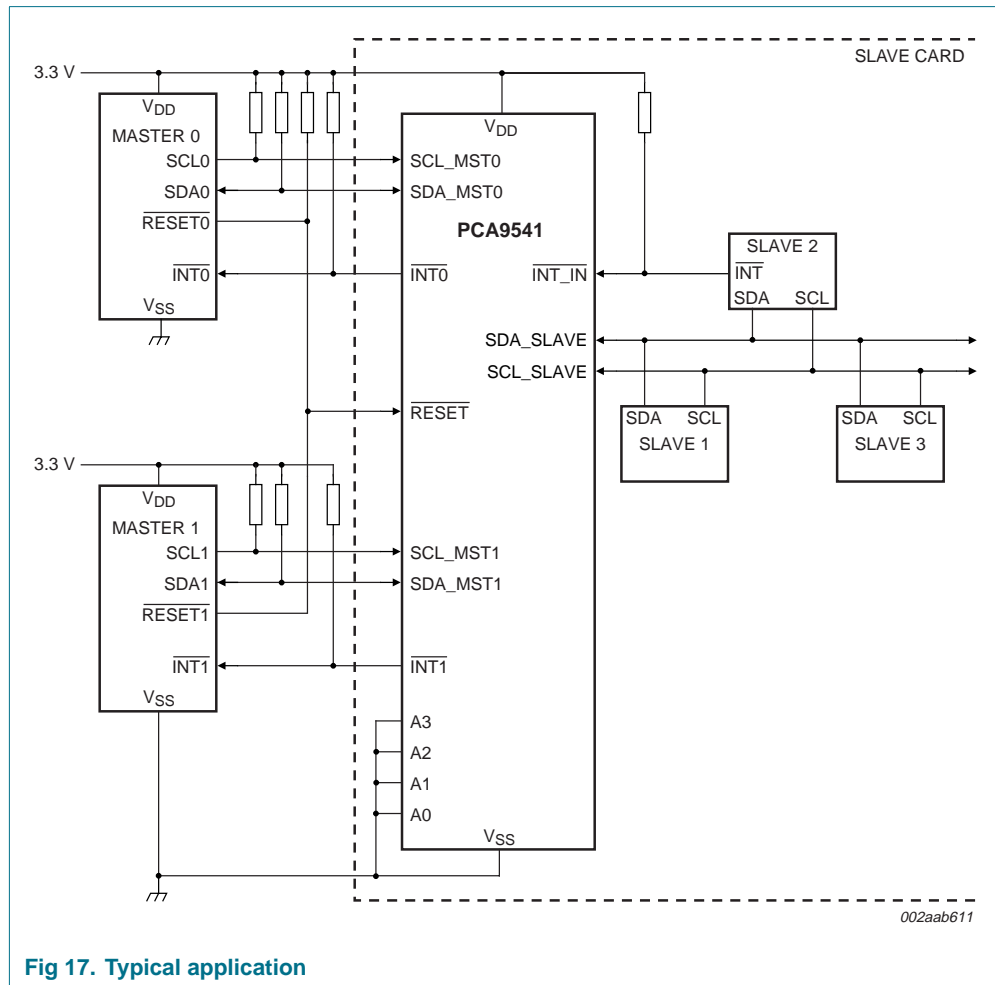 SLAVE CARD
3.3 V
VDD
MASTER 0
SCL0
SDA0
RESET0
INT0
VSS
VDD
SCL_MST0
SDA_MST0
PCA9541
INT0
INT_IN
SDA_SLAVE
SCL_SLAVE
RESET
SLAVE 2
INT
SDA SCL
SDA SCL
SLAVE 1
SDA SCL
SLAVE 3
3.3 V
VDD
MASTER 1
SCL1
SDA1
RESET1
INT1
VSS
SCL_MST1
SDA_MST1
INT1
A3
A2
A1
A0
VSS
002aab611
Fig 17. Typical application